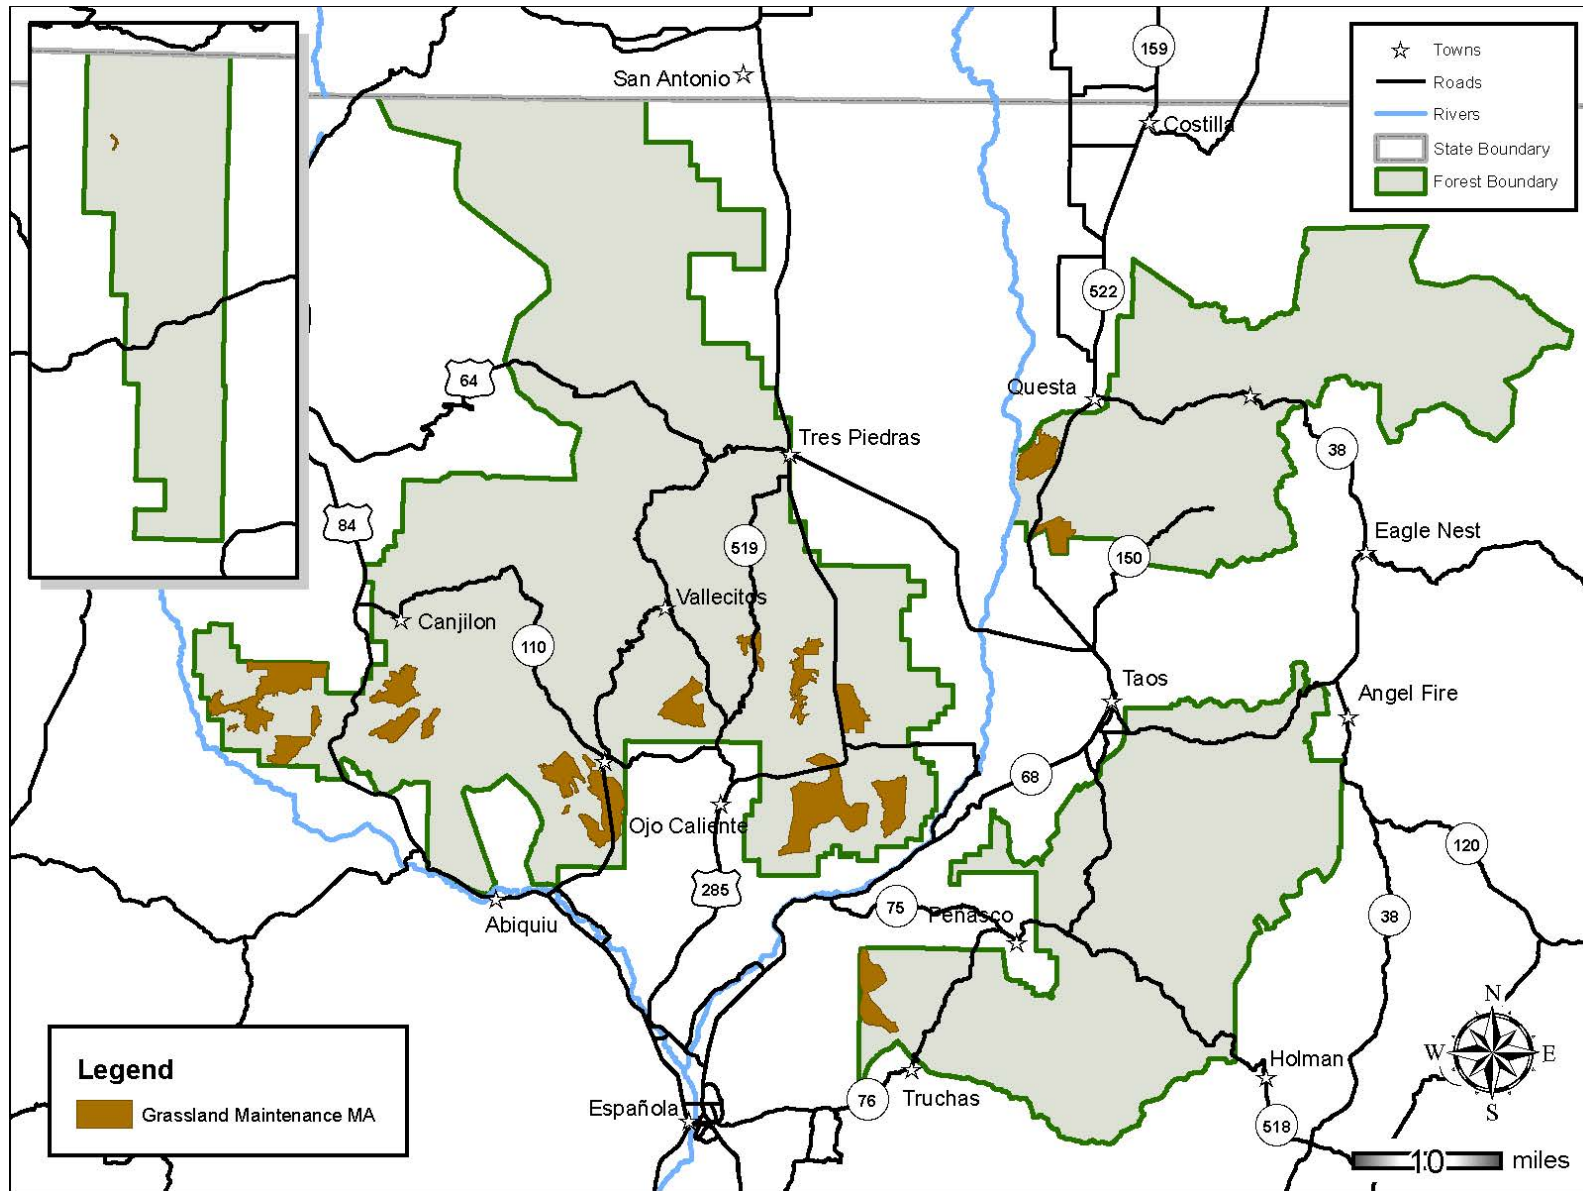 San Antonio
159
Towns
Roads
Rivers
State Boundary
Forest Boundary
Costilla
522
64
Questa
Tres Piedras
38
84
519
150
Eagle Nest
Vallecitos
Canjilon
110
Taos
Angel Fire
68
Ojo Caliente
120
285
75
Peñasco
38
Abiquiu
N
W
E
S
Legend
Grassland Maintenance MA
Holman
Española
76
Truchas
518
10 miles